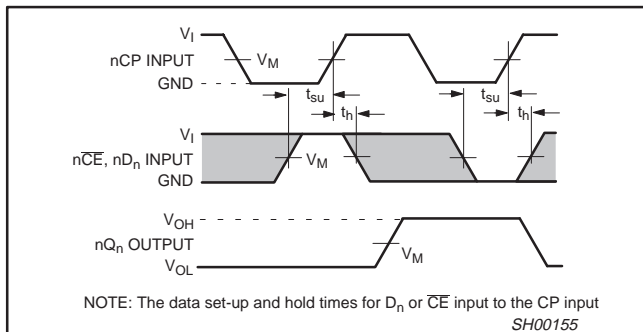 V_I
nCP INPUT
V_M
GND
t_su
t_su
t_h
t_h
V_I
nC̅E̅, nD_n INPUT
V_M
GND
V_OH
nQ_n OUTPUT
V_M
V_OL
NOTE: The data set-up and hold times for D_n or C̅E̅ input to the CP input
SH00155